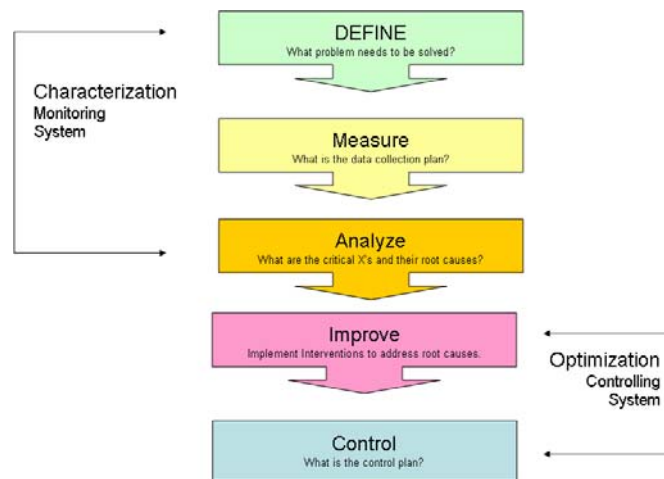 DEFINE
What problem needs to be solved?
Characterization
Monitoring
System
Measure
What is the data collection plan?
Analyze
What are the critical X's and their root causes?
Improve
Implement Interventions to address root causes.
Optimization
Controlling
System
Control
What is the control plan?